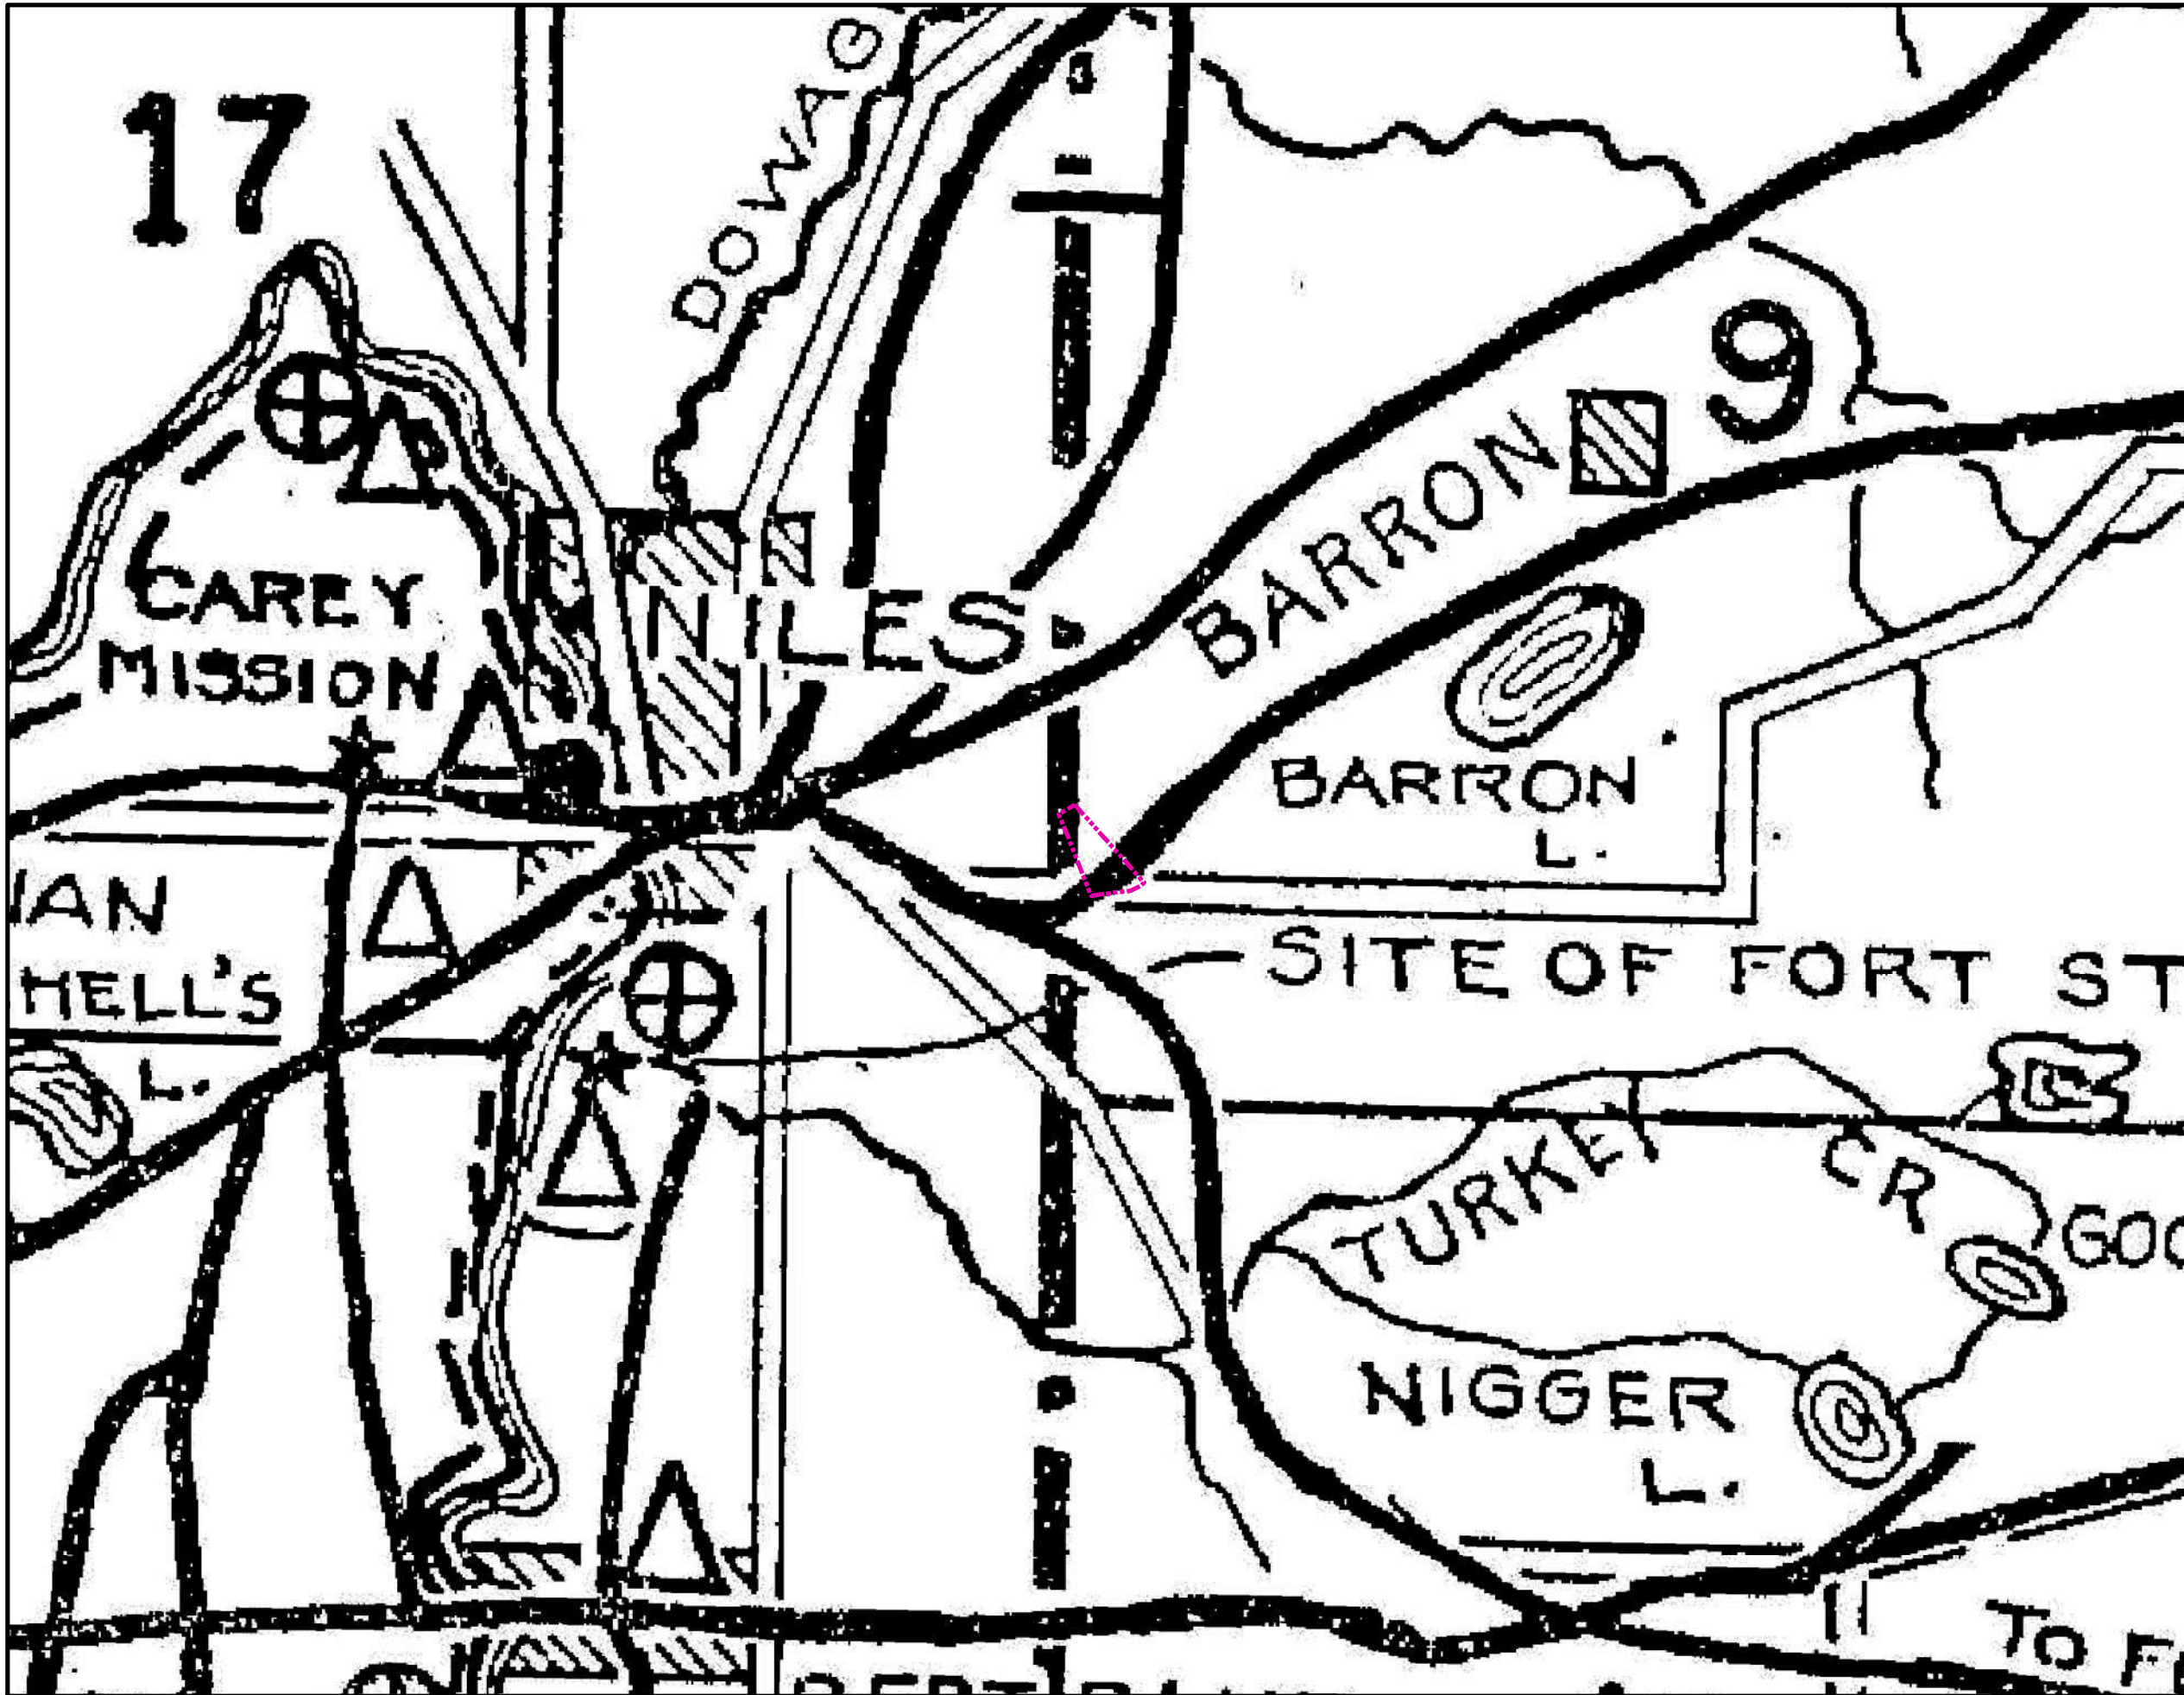 17
DOWAG
9
BARRON
CAREY
MISSION
NILES
BARRON
L.
IAN
HELL'S
L.
SITE OF FORT ST
TURKEY CR
GOO
NIGGER
L.
TO F
BERT